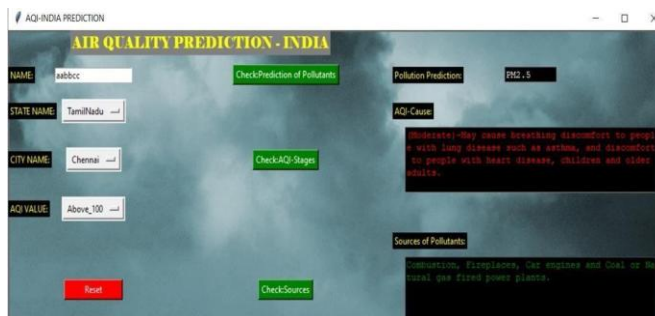 AQI-INDIA PREDICTION
AIR QUALITY PREDICTION - INDIA
NAME:
aabbcc
Check:Prediction of Pollutants
Pollution Prediction:
PM2.5
STATE NAME:
TamilNadu
AQI-Cause:
(Moderate)-May cause breathing discomfort to peopl
e with lung disease such as asthma, and discomfort
to people with heart disease, children and older
adults.
CITY NAME:
Chennai
Check:AQI-Stages
AQI VALUE:
Above_100
Sources of Pollutants:
Combustion, Fireplaces, Car engines and Coal or Na
tural gas fired power plants.
Reset
Check:Sources